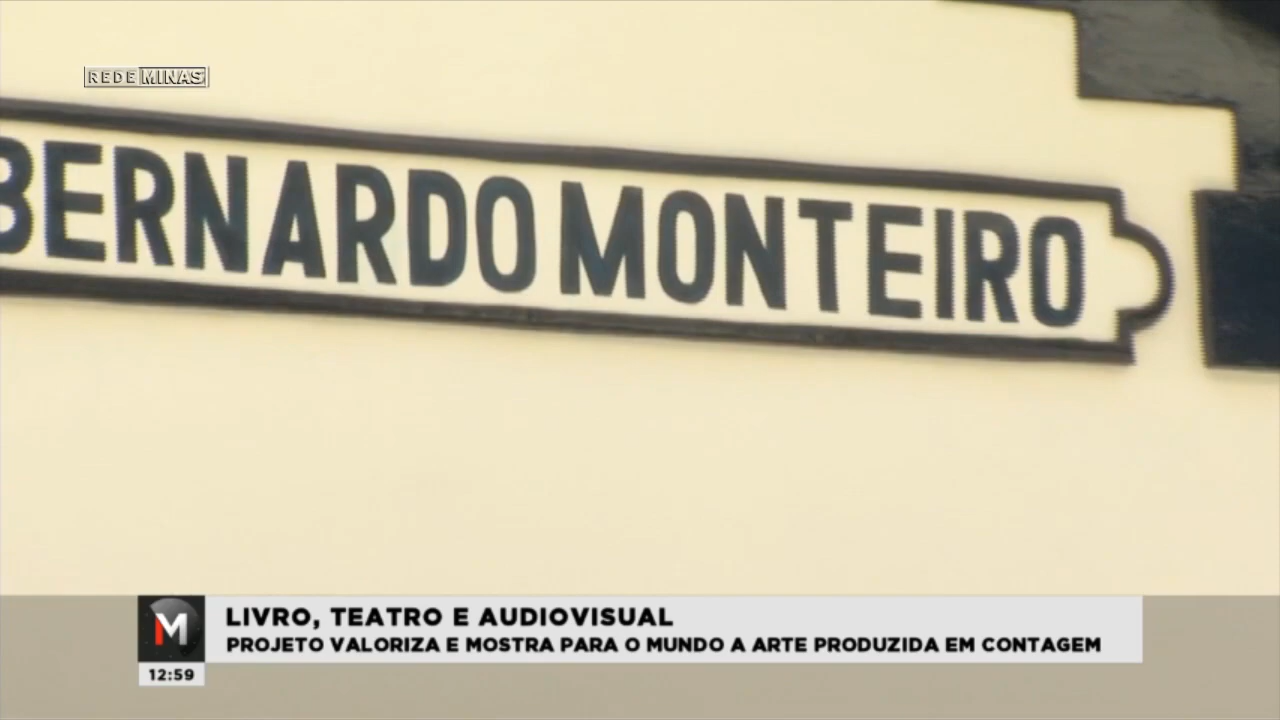 REDE MINAS
BERNARDO MONTEIRO
M
LIVRO, TEATRO E AUDIOVISUAL
PROJETO VALORIZA E MOSTRA PARA O MUNDO A ARTE PRODUZIDA EM CONTAGEM
12:59